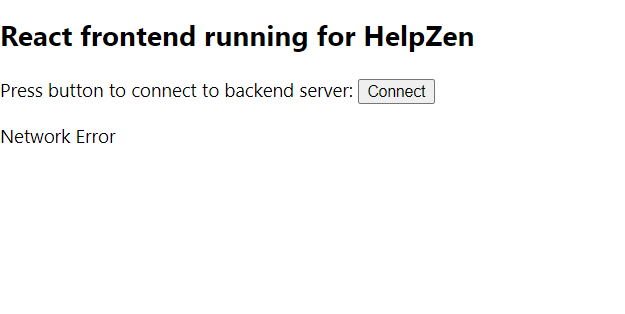 React frontend running for HelpZen
Press button to connect to backend server: Connect
Network Error